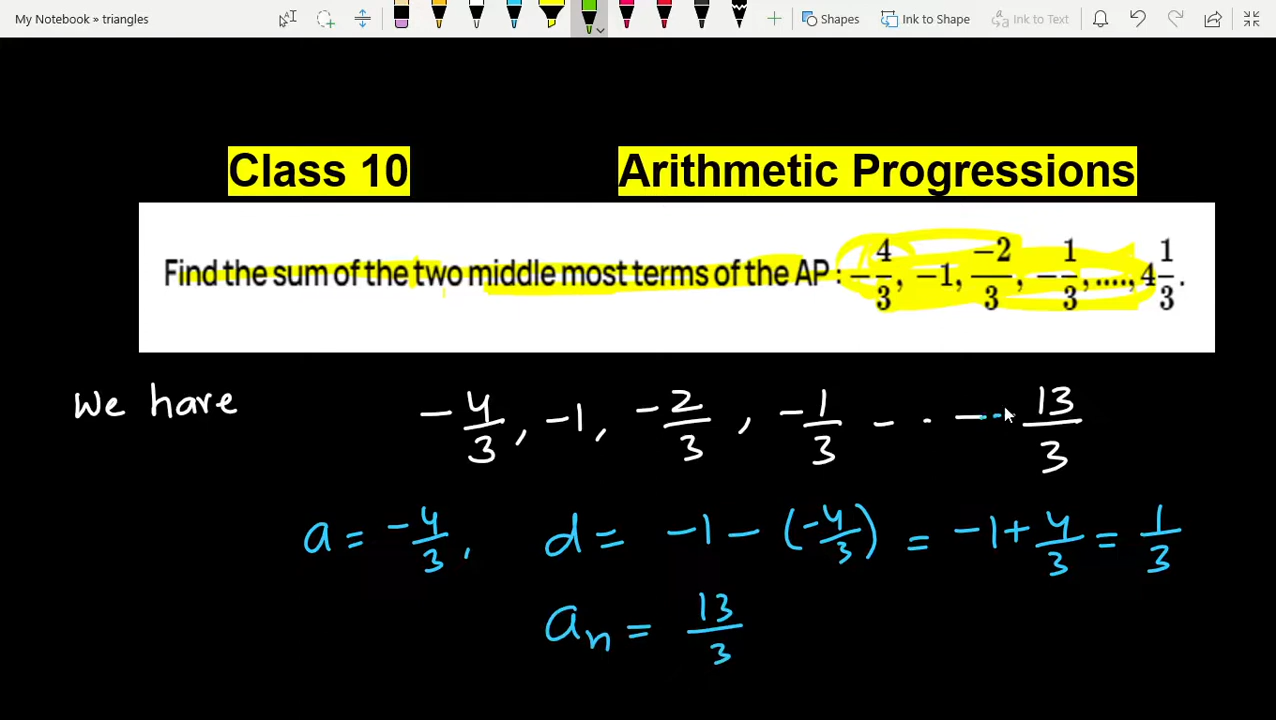 My Notebook » triangles
Shapes Ink to Shape Ink to Text
Class 10 Arithmetic Progressions
Find the sum of the two middle most terms of the AP : −4/3, −1, −2/3, −1/3, ...., 4 1/3.
We have −4/3, −1, −2/3, −1/3 - . - -- 13/3
a = −4/3, d = −1 − (−4/3) = −1 + 4/3 = 1/3
aₙ = 13/3